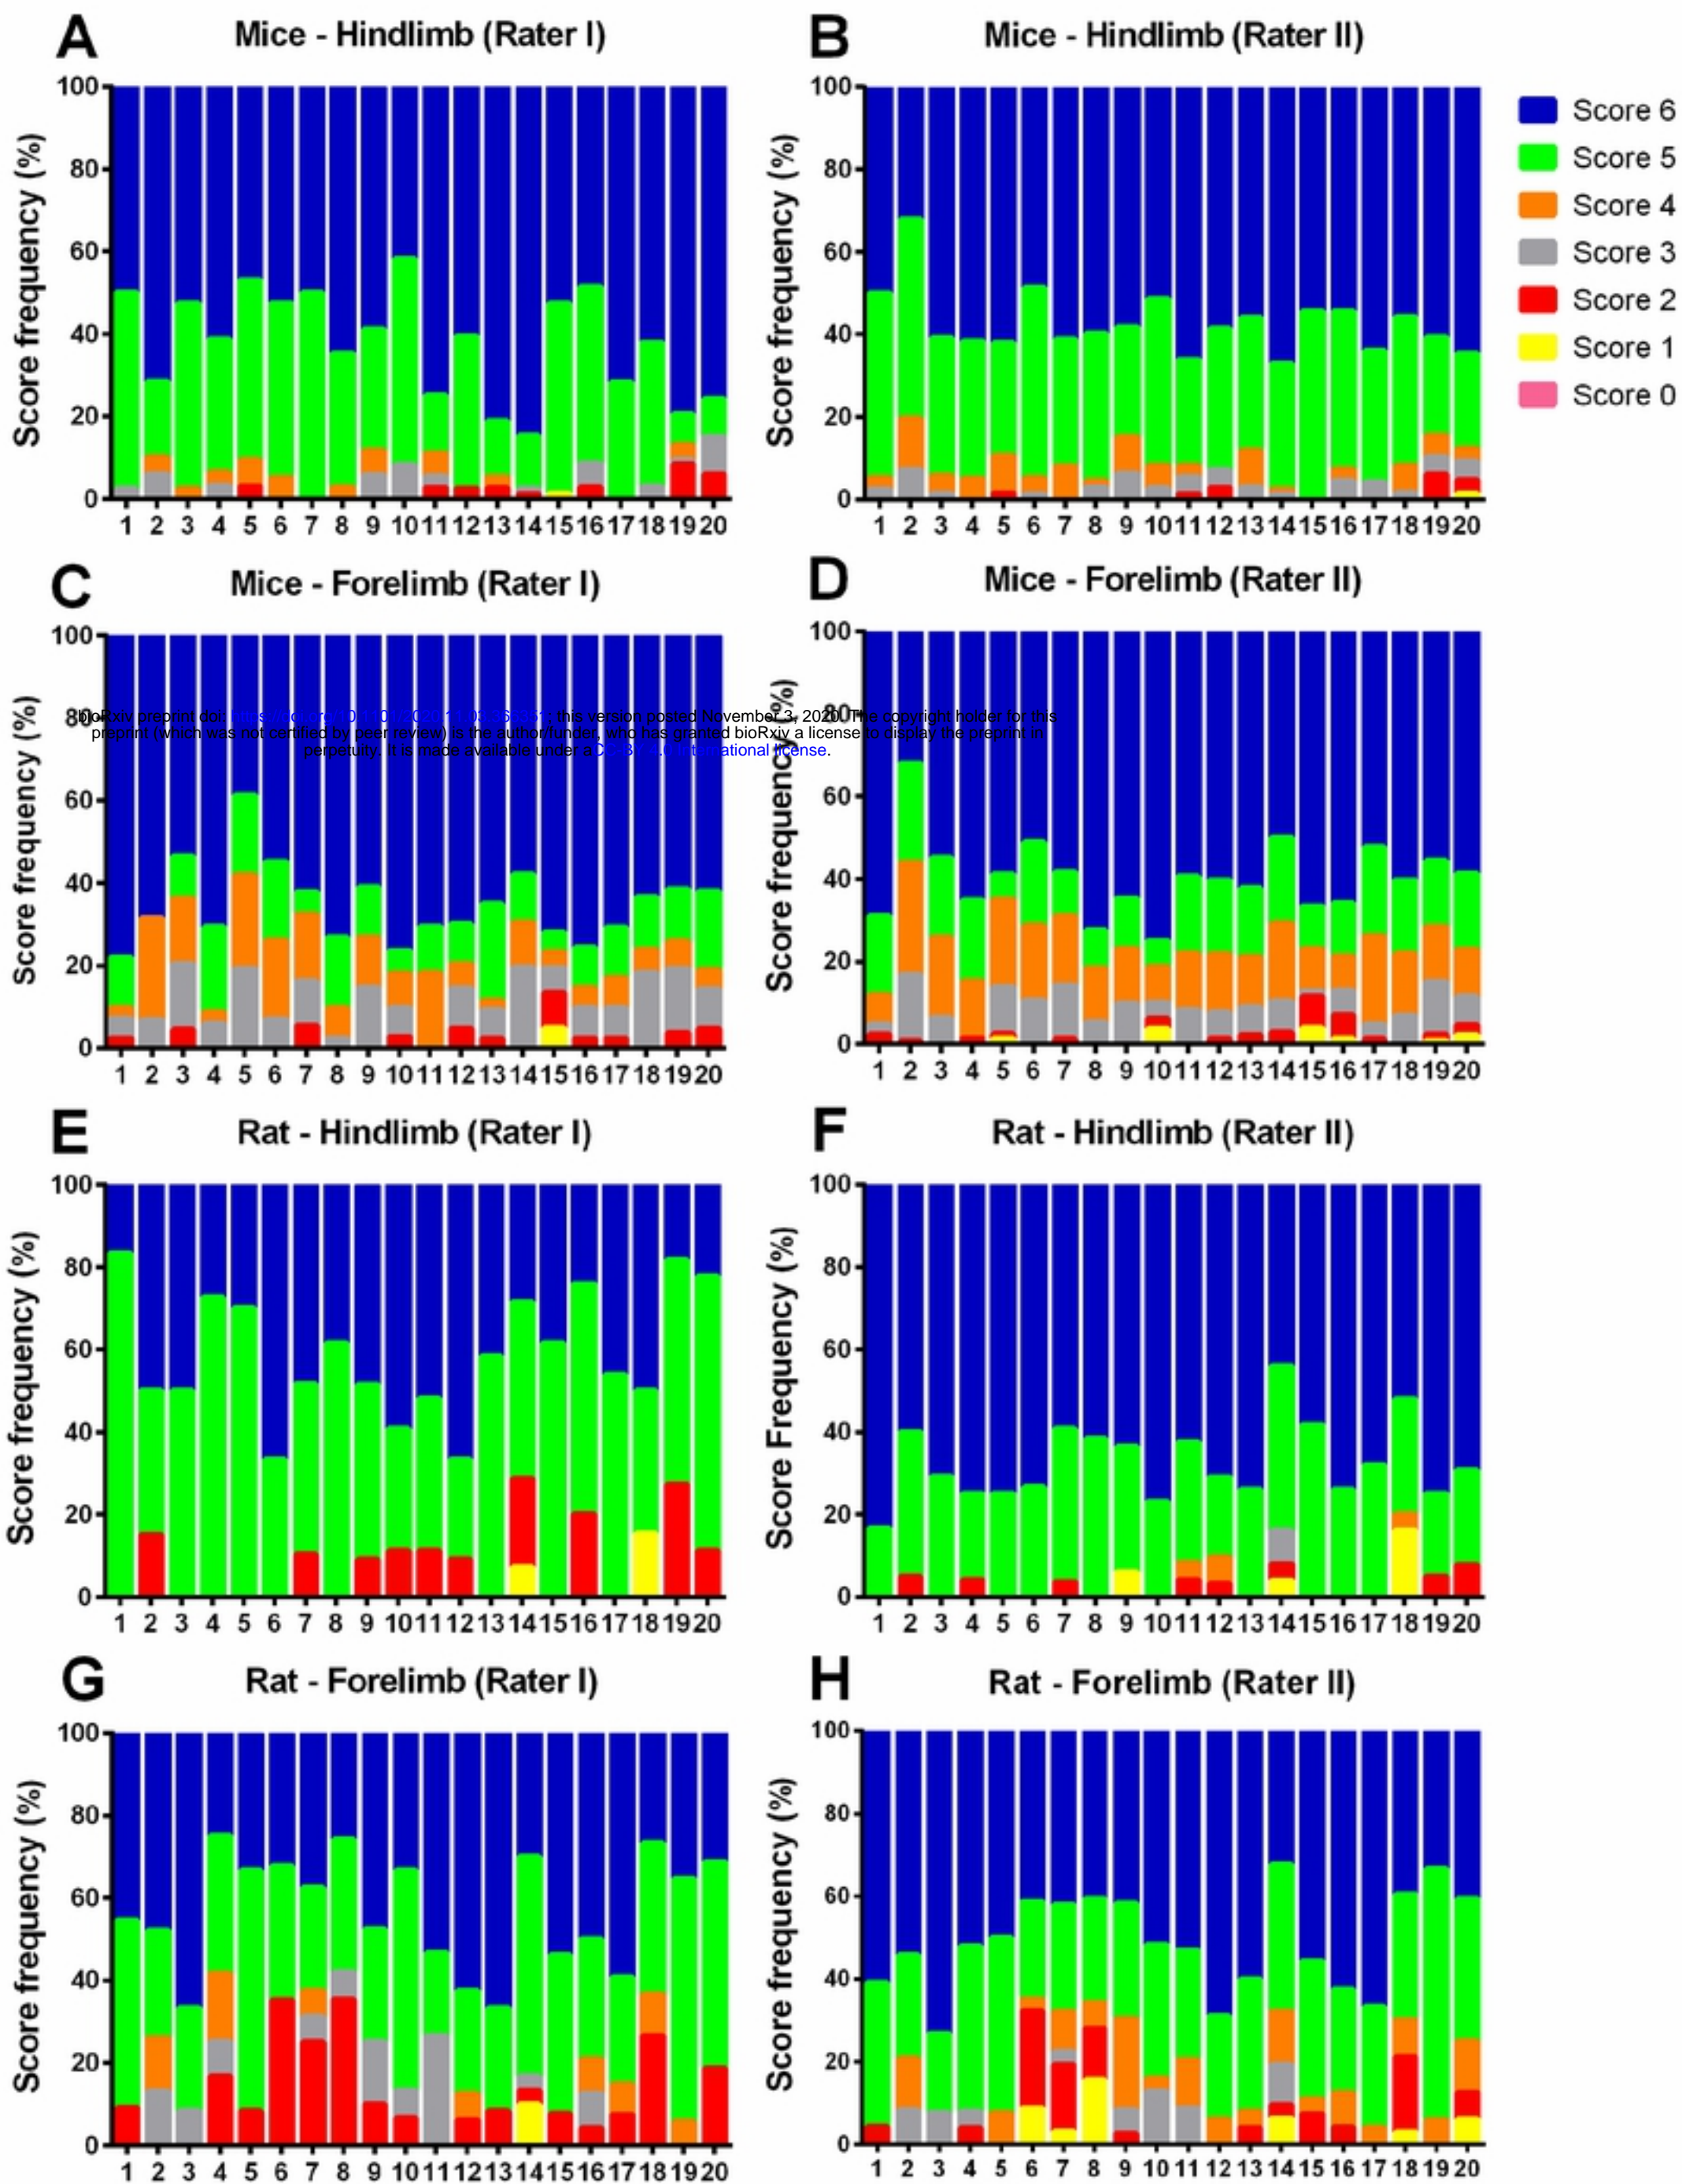 A Mice - Hindlimb (Rater I)
B Mice - Hindlimb (Rater II)
Score frequency (%)
100
80
60
40
20
0
1 2 3 4 5 6 7 8 9 10 11 12 13 14 15 16 17 18 19 20
Score frequency (%)
100
80
60
40
20
0
1 2 3 4 5 6 7 8 9 10 11 12 13 14 15 16 17 18 19 20
Score 6
Score 5
Score 4
Score 3
Score 2
Score 1
Score 0
C Mice - Forelimb (Rater I)
D Mice - Forelimb (Rater II)
Score frequency (%)
100
80
60
40
20
0
1 2 3 4 5 6 7 8 9 10 11 12 13 14 15 16 17 18 19 20
Score frequency (%)
100
80
60
40
20
0
1 2 3 4 5 6 7 8 9 10 11 12 13 14 15 16 17 18 19 20
bioRxiv preprint doi: this version posted November 3, 2020. The copyright holder for this
preprint (which was not certified by peer review) is the author/funder, who has granted bioRxiv a license to display the preprint in
perpetuity. It is made available under a International license.
E Rat - Hindlimb (Rater I)
F Rat - Hindlimb (Rater II)
Score frequency (%)
100
80
60
40
20
0
1 2 3 4 5 6 7 8 9 10 11 12 13 14 15 16 17 18 19 20
Score Frequency (%)
100
80
60
40
20
0
1 2 3 4 5 6 7 8 9 10 11 12 13 14 15 16 17 18 19 20
G Rat - Forelimb (Rater I)
H Rat - Forelimb (Rater II)
Score frequency (%)
100
80
60
40
20
0
1 2 3 4 5 6 7 8 9 10 11 12 13 14 15 16 17 18 19 20
Score frequency (%)
100
80
60
40
20
0
1 2 3 4 5 6 7 8 9 10 11 12 13 14 15 16 17 18 19 20